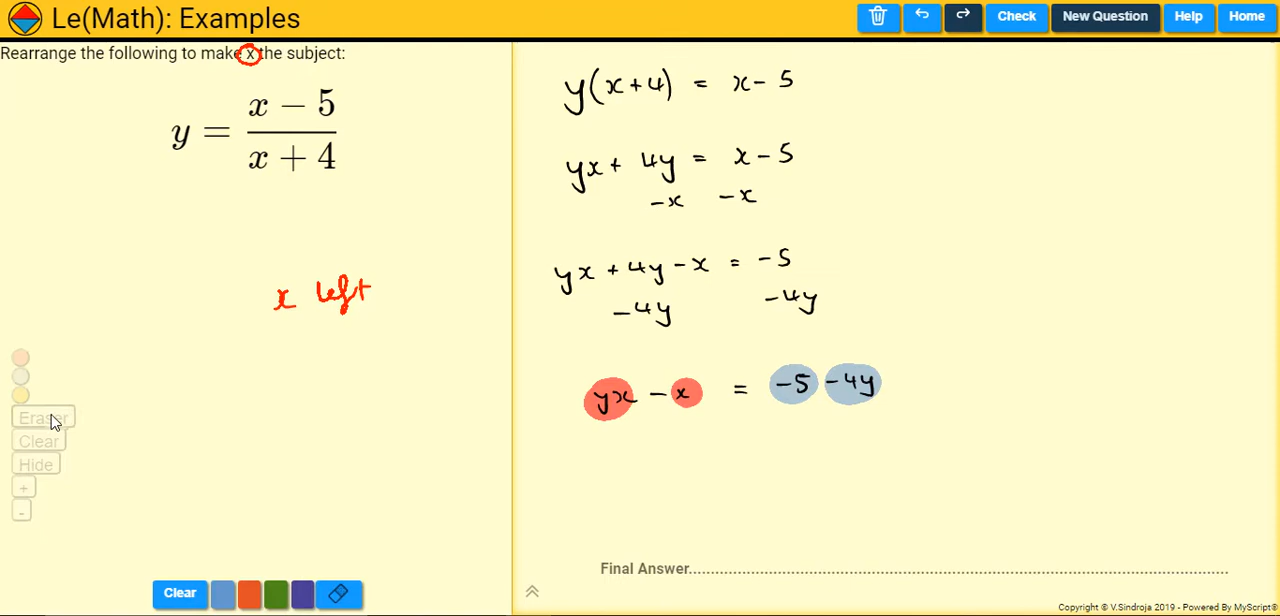 Le(Math): Examples
Check
New Question
Help
Home
Rearrange the following to make x the subject:
y = \frac{x - 5}{x + 4}
x left
Eraser
Clear
Hide
+
-
Clear
y(x+4) = x-5
yx + 4y = x-5
-x -x
yx + 4y - x = -5
-4y -4y
yx - x = -5 -4y
Final Answer
Copyright © V.Sindroja 2019 - Powered By MyScript®